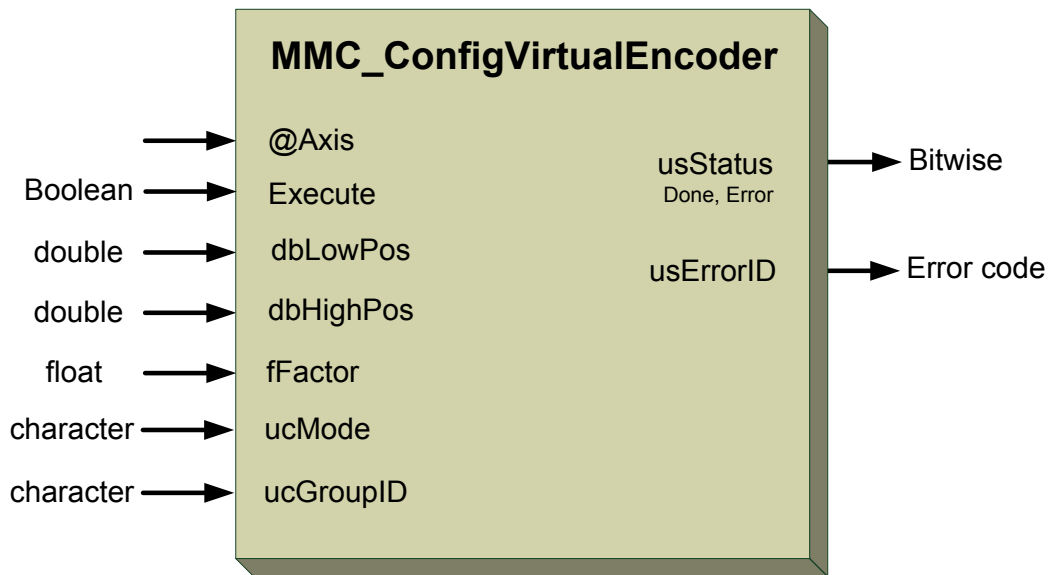 MMC_ConfigVirtualEncoder
@Axis
Boolean
Execute
double
dbLowPos
double
dbHighPos
float
fFactor
character
ucMode
character
ucGroupID
usStatus
Done, Error
Bitwise
usErrorID
Error code